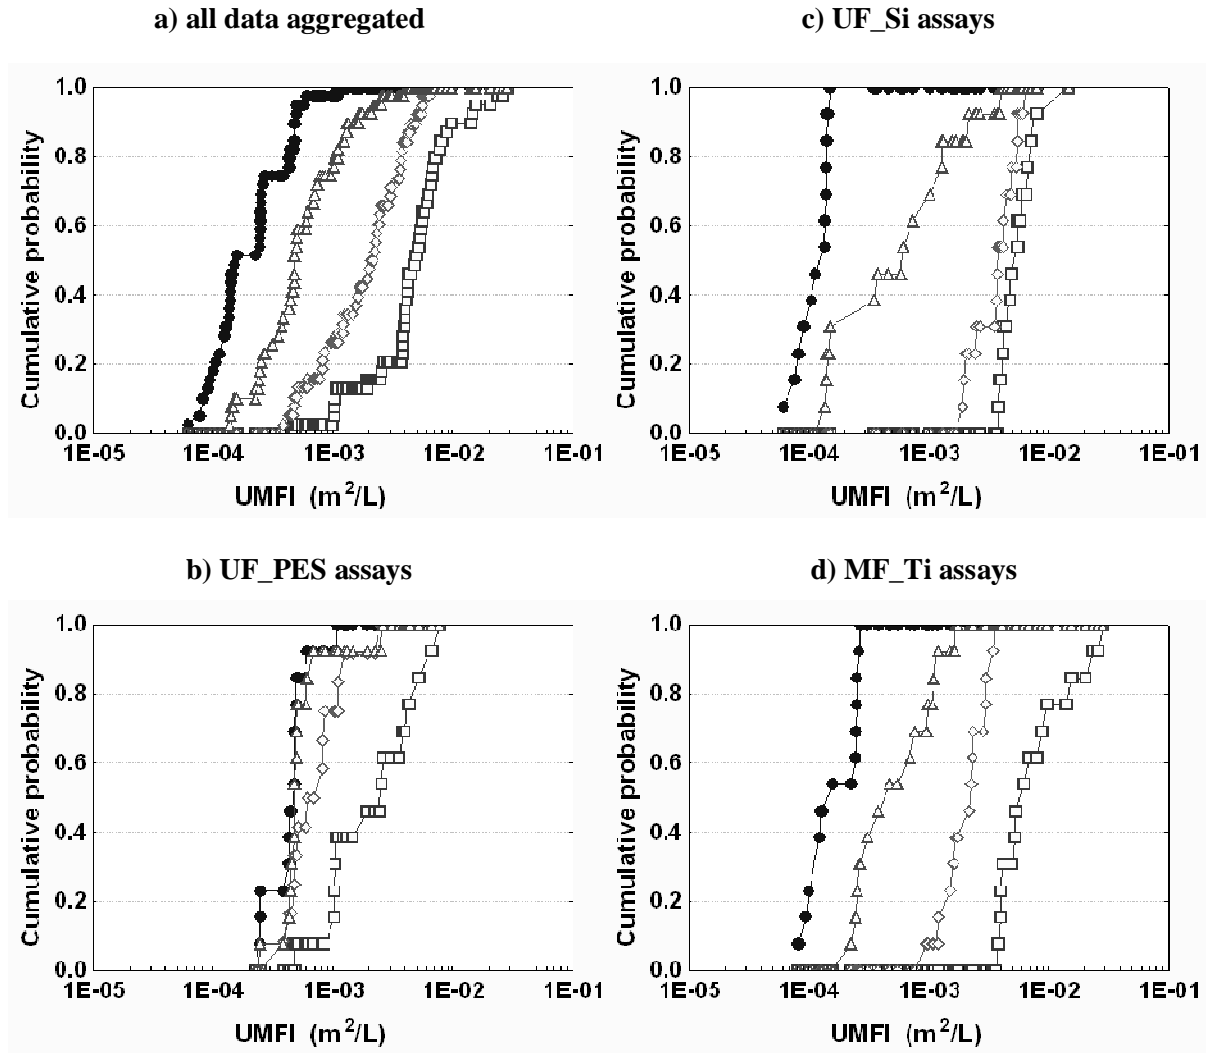 a) all data aggregated
Cumulative probability
1.0
0.8
0.6
0.4
0.2
0.0
1E-05 1E-04 1E-03 1E-02 1E-01
UMFI (m²/L)
c) UF_Si assays
Cumulative probability
1.0
0.8
0.6
0.4
0.2
0.0
1E-05 1E-04 1E-03 1E-02 1E-01
UMFI (m²/L)
b) UF_PES assays
Cumulative probability
1.0
0.8
0.6
0.4
0.2
0.0
1E-05 1E-04 1E-03 1E-02 1E-01
UMFI (m²/L)
d) MF_Ti assays
Cumulative probability
1.0
0.8
0.6
0.4
0.2
0.0
1E-05 1E-04 1E-03 1E-02 1E-01
UMFI (m²/L)